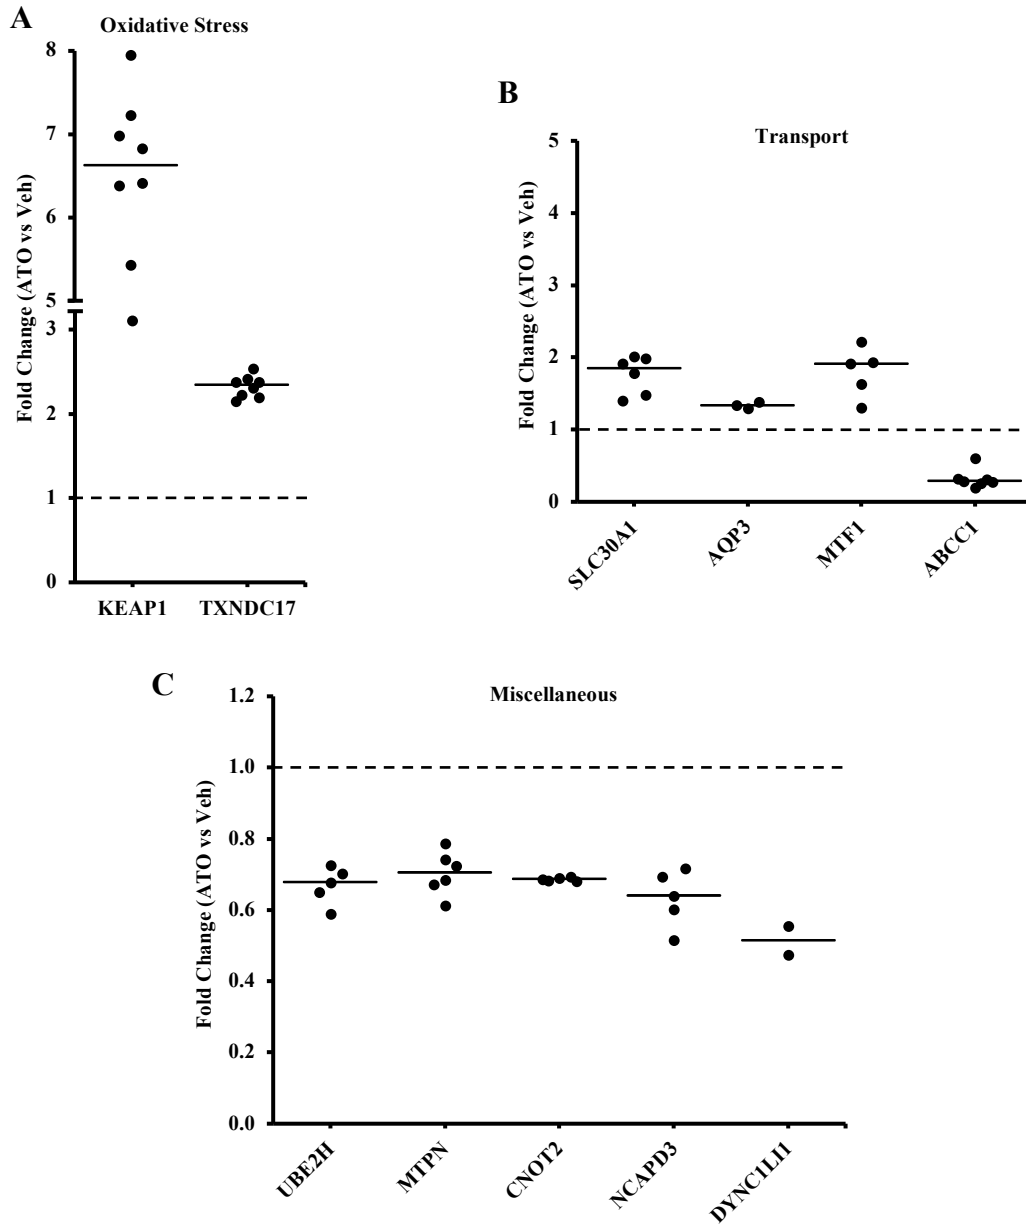 A
Oxidative Stress
Fold Change (ATO vs Veh)
8
7
6
5
3
2
1
0
KEAP1 TXNDC17
B
Transport
Fold Change (ATO vs Veh)
5
4
3
2
1
0
SLC30A1
AQP3
MTF1
ABCC1
C
Miscellaneous
Fold Change (ATO vs Veh)
1.2
1.0
0.8
0.6
0.4
0.2
0.0
UBE2H
MTPN
CNOT2
NCAPD3
DYNC1LI1